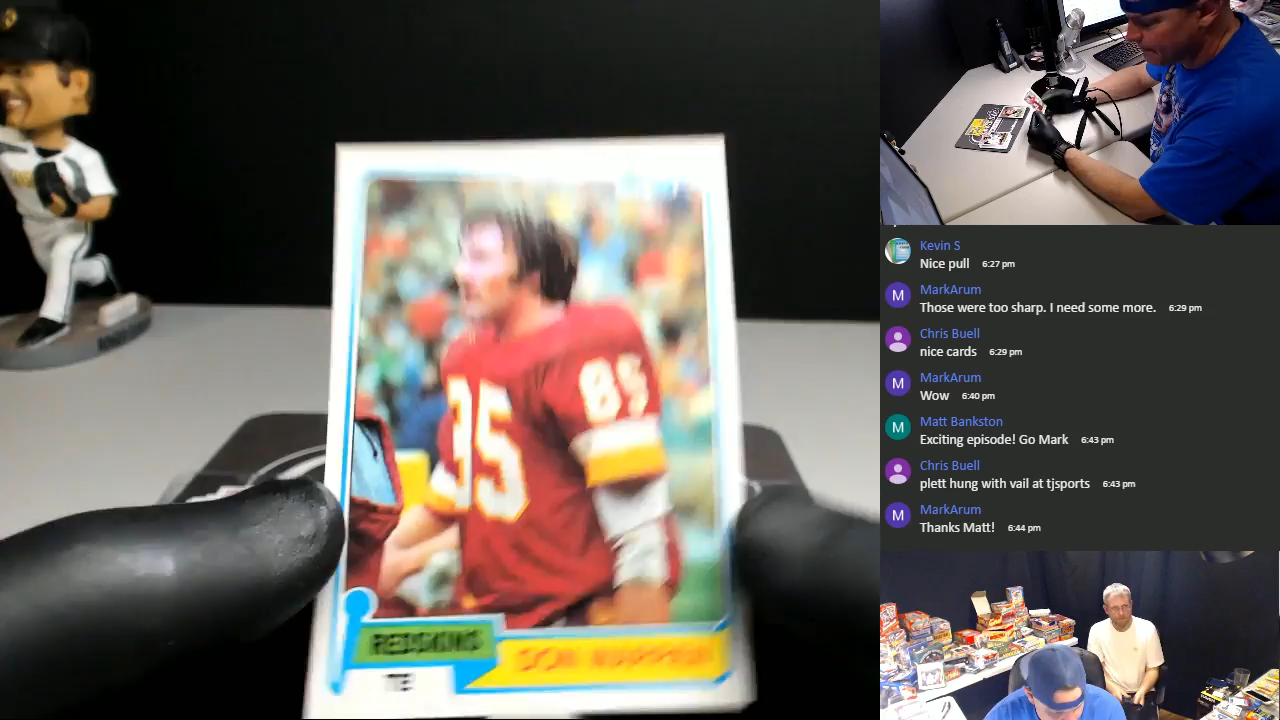 85
85
REDSKINS
TE
DON WARREN
Kevin S
Nice pull 6:27 pm
M
MarkArum
Those were too sharp. I need some more. 6:29 pm
Chris Buell
nice cards 6:29 pm
M
MarkArum
Wow 6:40 pm
M
Matt Bankston
Exciting episode! Go Mark 6:43 pm
Chris Buell
plett hung with vail at tjsports 6:43 pm
M
MarkArum
Thanks Matt! 6:44 pm